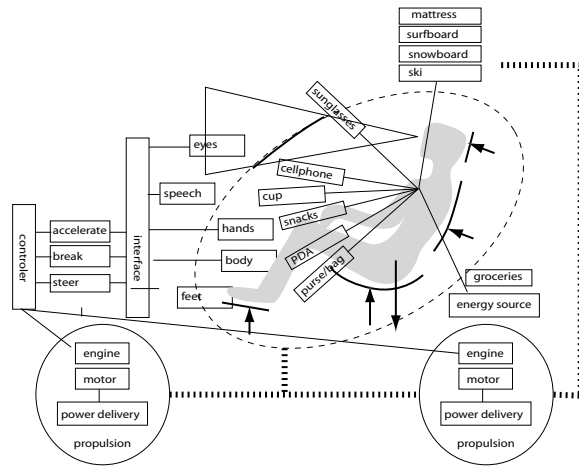 mattress
surfboard
snowboard
ski
sunglasses
eyes
cellphone
speech
cup
snacks
hands
PDA
body
purse/bag
feet
controler
accelerate
break
steer
interface
groceries
energy source
engine
motor
power delivery
propulsion
engine
motor
power delivery
propulsion